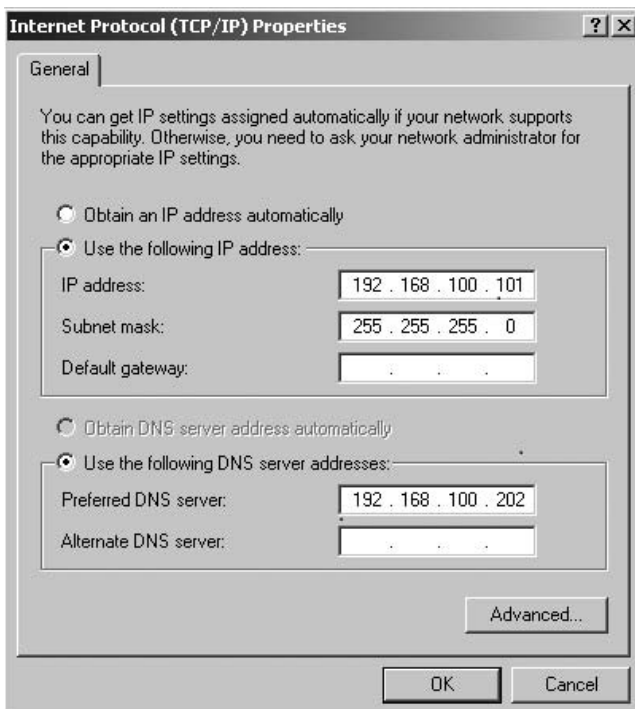 Internet Protocol (TCP/IP) Properties
General
You can get IP settings assigned automatically if your network supports
this capability. Otherwise, you need to ask your network administrator for
the appropriate IP settings.
Obtain an IP address automatically
Use the following IP address:
IP address: 192 . 168 . 100 . 101
Subnet mask: 255 . 255 . 255 . 0
Default gateway: . . .
Obtain DNS server address automatically
Use the following DNS server addresses:
Preferred DNS server: 192 . 168 . 100 . 202
Alternate DNS server: . . .
Advanced...
OK Cancel